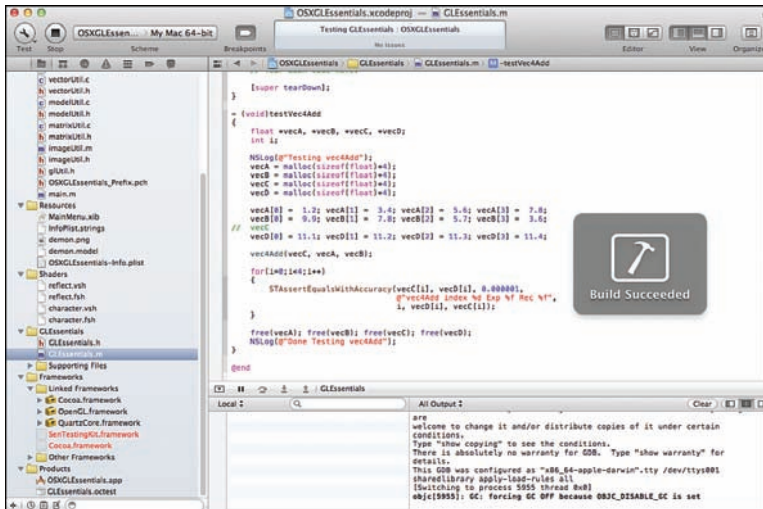 OSXGLEssentials.xcodeproj — GLEssentials.m
OSXGLEssen... My Mac 64-bit
Testing GLEssentials : OSXGLEssentials
No Issues
Test Stop Scheme Breakpoints Editor View Organiz
OSXGLEssentials GLEssentials GLEssentials.m -testVec4Add
vectorUtil.c
vectorUtil.h
modelUtil.c
modelUtil.h
matrixUtil.c
matrixUtil.h
imageUtil.m
imageUtil.h
glUtil.h
OSXGLEssentials_Prefix.pch
main.m
Resources
MainMenu.xib
InfoPlist.strings
demon.png
demon.model
OSXGLEssentials-Info.plist
Shaders
reflect.vsh
reflect.fsh
character.vsh
character.fsh
GLEssentials
GLEssentials.h
GLEssentials.m
Supporting Files
Frameworks
Linked Frameworks
Cocoa.framework
OpenGL.framework
QuartzCore.framework
SenTestingKit.framework
Cocoa.framework
Other Frameworks
Products
OSXGLEssentials.app
GLEssentials.octest
[super tearDown];
}
- (void)testVec4Add
{
float *vecA, *vecB, *vecC, *vecD;
int i;
NSLog(@"Testing vec4Add");
vecA = malloc(sizeof(float)*4);
vecB = malloc(sizeof(float)*4);
vecC = malloc(sizeof(float)*4);
vecD = malloc(sizeof(float)*4);
vecA[0] = 1.2; vecA[1] = 3.4; vecA[2] = 5.6; vecA[3] = 7.8;
vecB[0] = 9.9; vecB[1] = 7.8; vecB[2] = 5.7; vecB[3] = 3.6;
// vecC
vecD[0] = 11.1; vecD[1] = 11.2; vecD[2] = 11.3; vecD[3] = 11.4;
vec4Add(vecC, vecA, vecB);
for(i=0;i<4;i++)
{
STAssertEqualsWithAccuracy(vecC[i], vecD[i], 0.000001,
@"vec4Add index %d Exp %f Rec %f",
i, vecD[i], vecC[i]);
}
free(vecA); free(vecB); free(vecC); free(vecD);
NSLog(@"Done Testing vec4Add");
}
@end
Build Succeeded
GLEssentials
Local
All Output Clear
are
welcome to change it and/or distribute copies of it under certain
conditions.
Type "show copying" to see the conditions.
There is absolutely no warranty for GDB. Type "show warranty" for
details.
This GDB was configured as "x86_64-apple-darwin".tty /dev/ttys001
sharedlibrary apply-load-rules all
[Switching to process 5955 thread 0x0]
objc[5955]: GC: forcing GC OFF because OBJC_DISABLE_GC is set